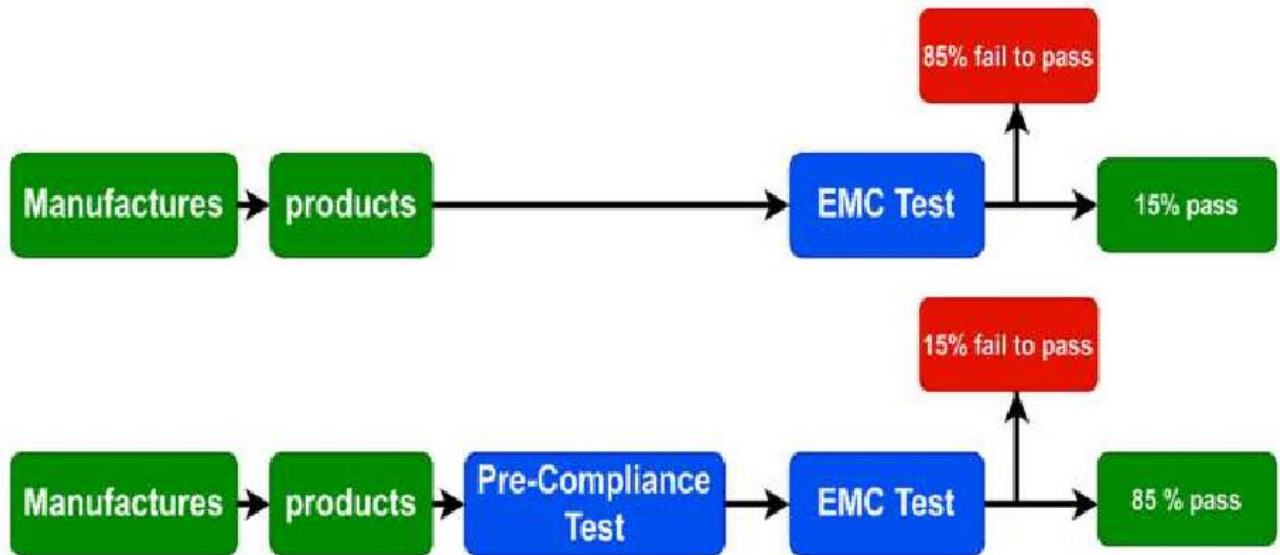 85% fail to pass
Manufactures
products
EMC Test
15% pass
15% fail to pass
Manufactures
products
Pre-Compliance
Test
EMC Test
85 % pass